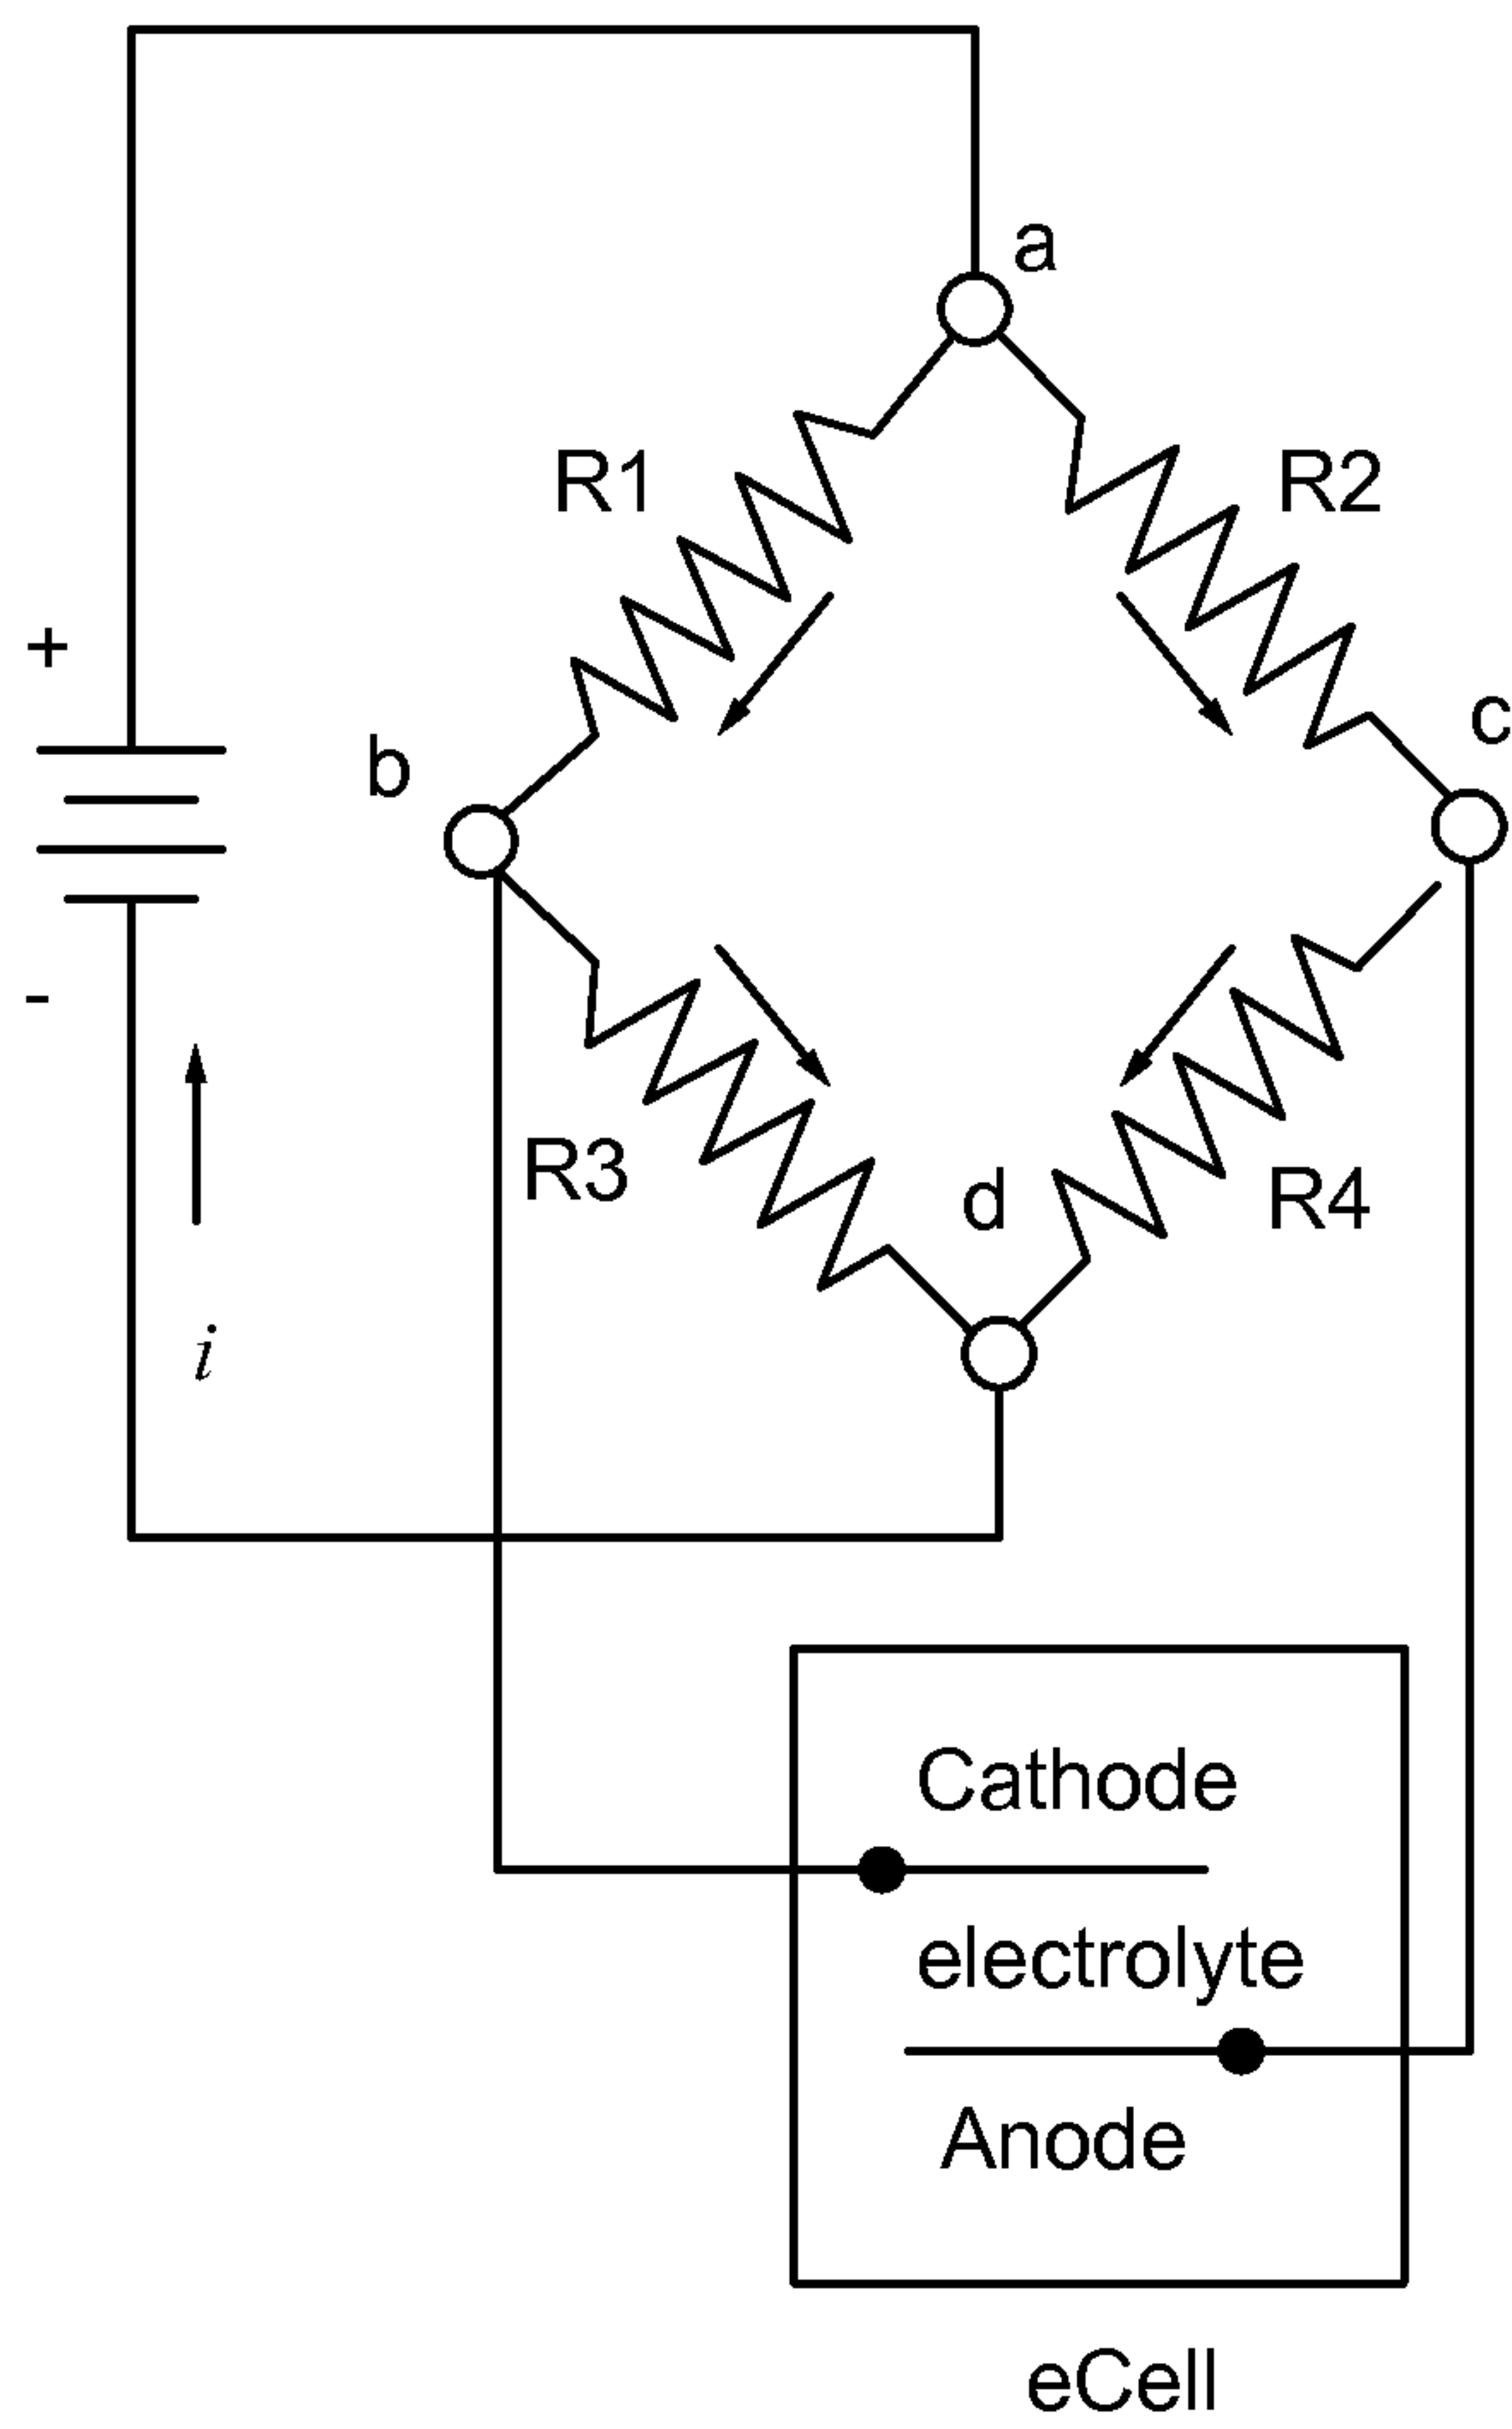 a
R1
R2
+
c
b
-
R3
d
R4
i
Cathode
electrolyte
Anode
eCell